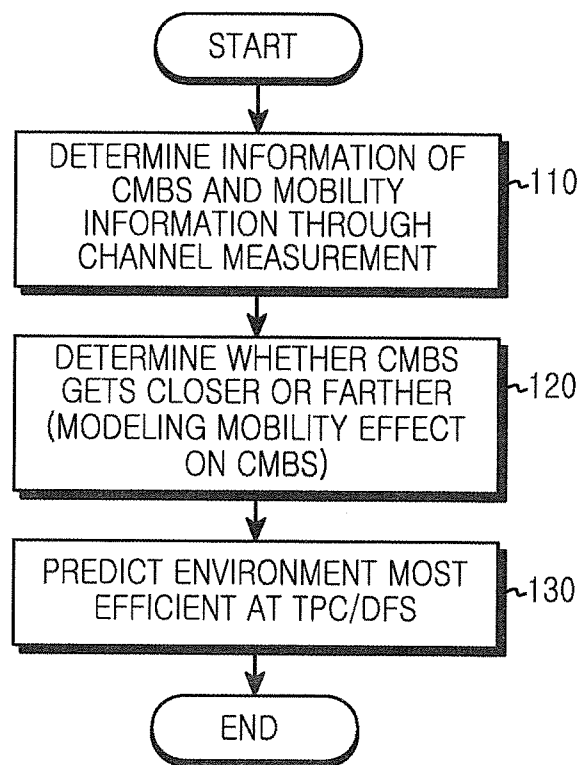 START
DETERMINE INFORMATION OF
CMBS AND MOBILITY
INFORMATION THROUGH
CHANNEL MEASUREMENT
110
DETERMINE WHETHER CMBS
GETS CLOSER OR FARTHER
(MODELING MOBILITY EFFECT
ON CMBS)
120
PREDICT ENVIRONMENT MOST
EFFICIENT AT TPC/DFS
130
END